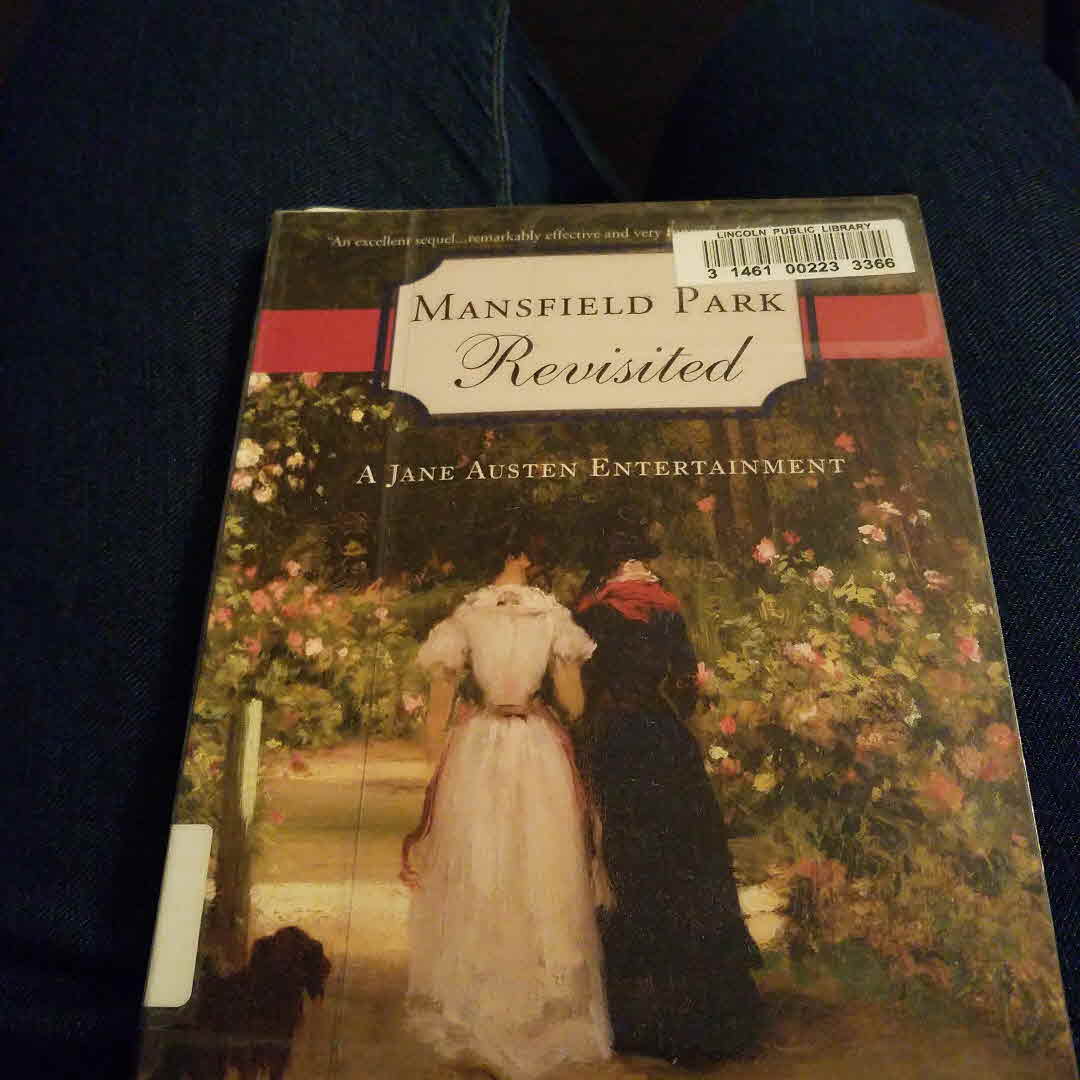 "An excellent sequel...remarkably effective and very
LINCOLN PUBLIC LIBRARY
3 1461 00223 3366
MANSFIELD PARK
Revisited
A JANE AUSTEN ENTERTAINMENT